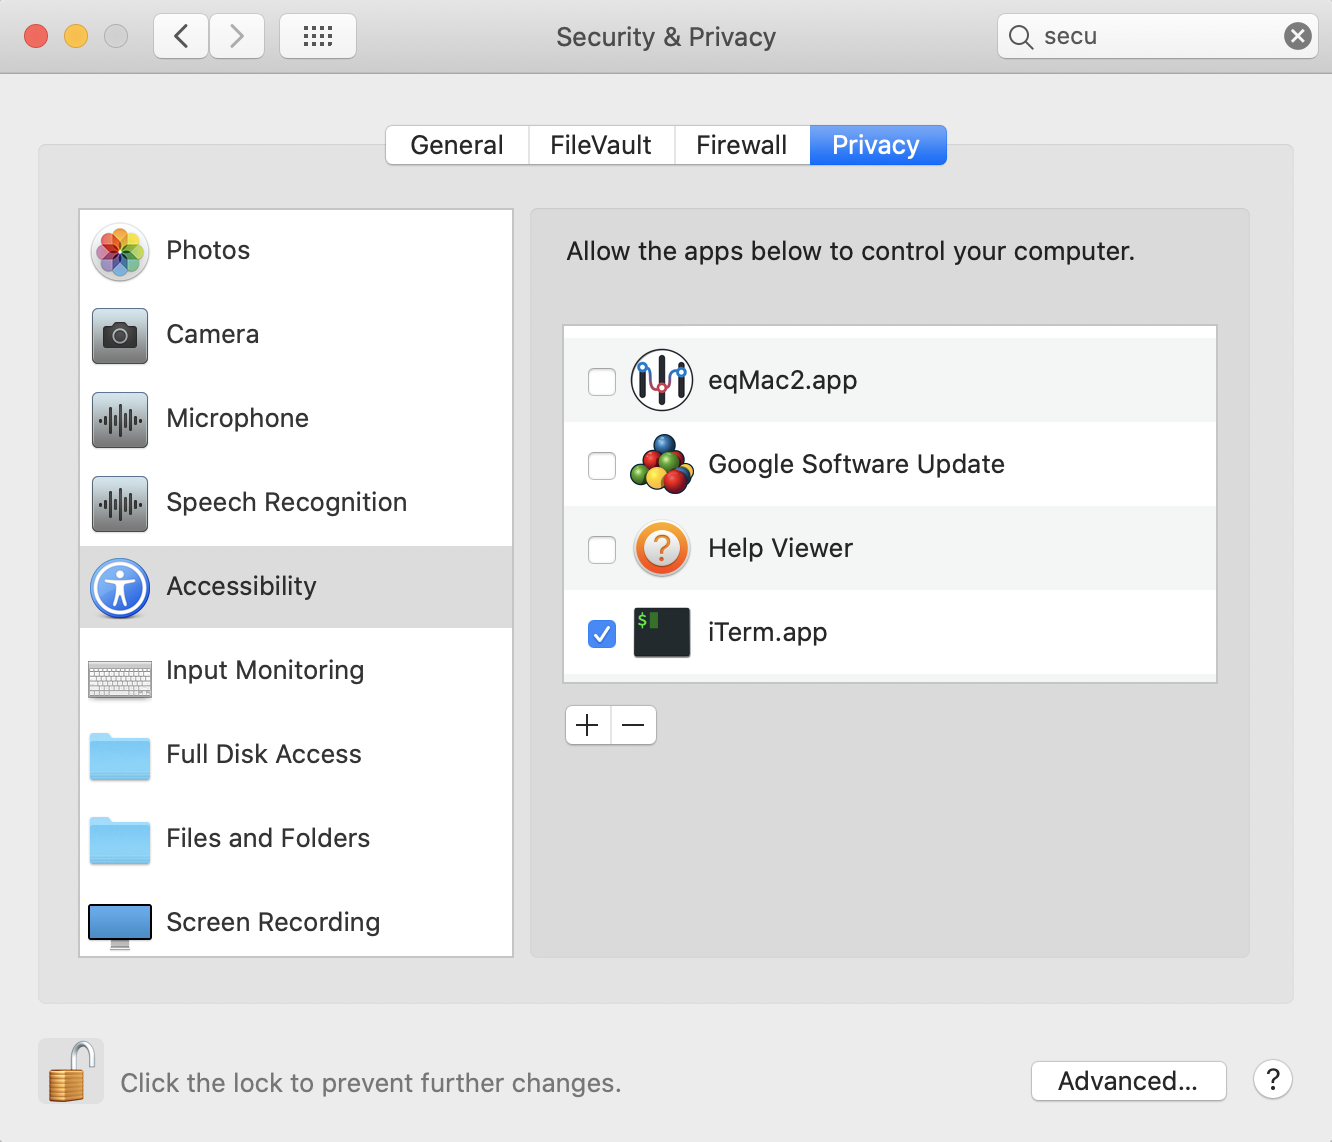 Security & Privacy
secu
General
FileVault
Firewall
Privacy
Photos
Camera
Microphone
Speech Recognition
Accessibility
Input Monitoring
Full Disk Access
Files and Folders
Screen Recording
Allow the apps below to control your computer.
eqMac2.app
Google Software Update
?
Help Viewer
$
iTerm.app
Click the lock to prevent further changes.
Advanced...
?